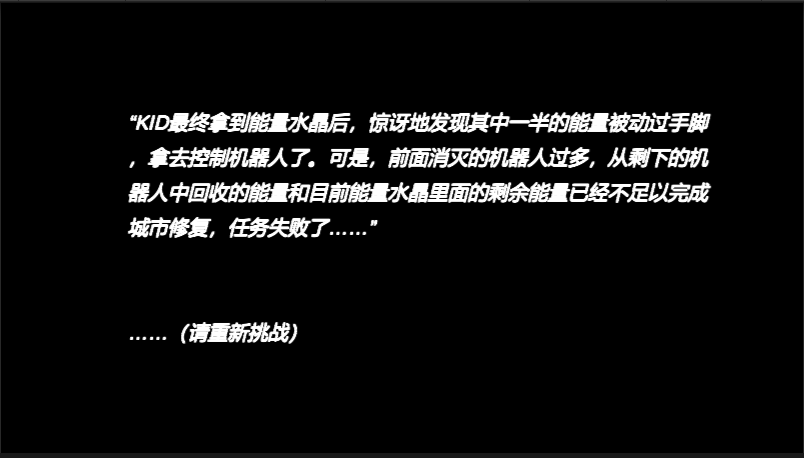 “KID最终拿到能量水晶后，惊讶地发现其中一半的能量被动过手脚
，拿去控制机器人了。可是，前面消灭的机器人过多，从剩下的机
器人中回收的能量和目前能量水晶里面的剩余能量已经不足以完成
城市修复，任务失败了……”
……（请重新挑战）